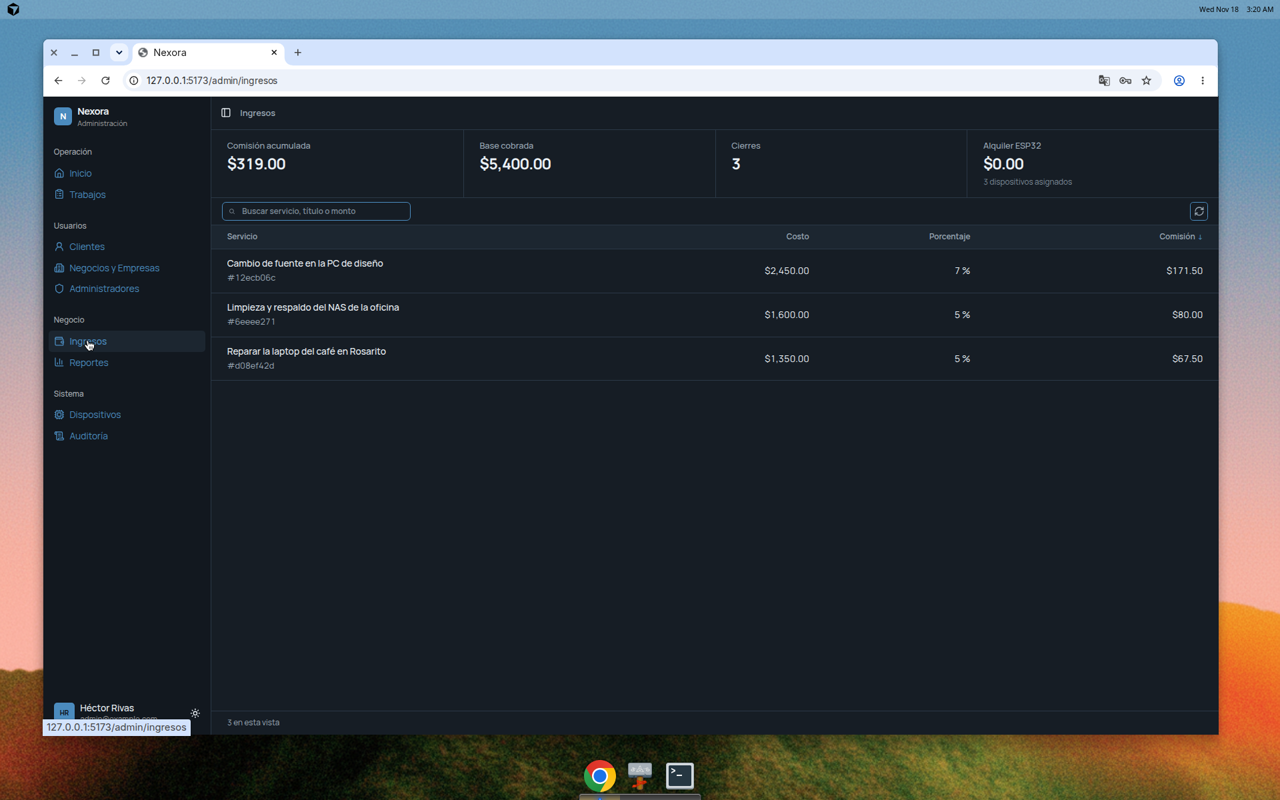 Wed Nov 18 3:20 AM
Nexora
127.0.0.1:5173/admin/ingresos
N
Nexora
Administración
Operación
Inicio
Trabajos
Usuarios
Clientes
Negocios y Empresas
Administradores
Negocio
Ingresos
Reportes
Sistema
Dispositivos
Auditoría
HR
Héctor Rivas
admin@example.com
127.0.0.1:5173/admin/ingresos
Ingresos
Comisión acumulada
$319.00
Base cobrada
$5,400.00
Cierres
3
Alquiler ESP32
$0.00
3 dispositivos asignados
Buscar servicio, título o monto
Servicio Costo Porcentaje Comisión ↓
Cambio de fuente en la PC de diseño
#12ecb06c
$2,450.00 7 % $171.50
Limpieza y respaldo del NAS de la oficina
#6eeee271
$1,600.00 5 % $80.00
Reparar la laptop del café en Rosarito
#d08ef42d
$1,350.00 5 % $67.50
3 en esta vista